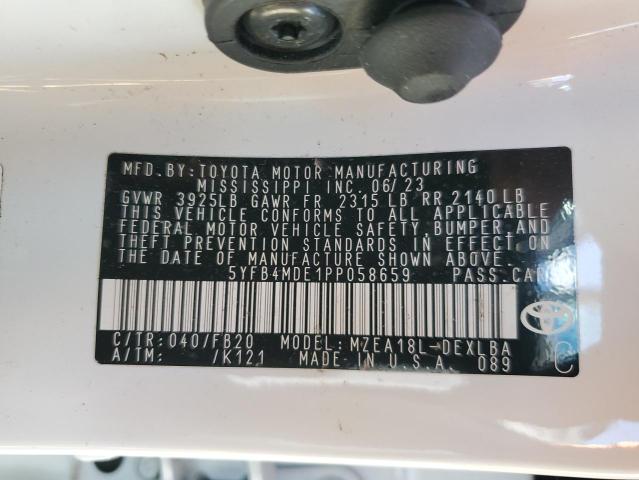 MFD. BY: TOYOTA MOTOR MANUFACTURING
MISSISSIPPI INC. 06/23
GVWR 3925LB GAWR FR 2315 LB RR 2140 LB
THIS VEHICLE CONFORMS TO ALL APPLICABLE
FEDERAL MOTOR VEHICLE SAFETY, BUMPER, AND
THEFT PREVENTION STANDARDS IN EFFECT ON
THE DATE OF MANUFACTURE SHOWN ABOVE.
5YFB4MDE1PP058659 PASS. CAR
C/TR: 040/FB20 MODEL: MZEA18L-DEXLBA
A/TM: /K121 MADE IN U.S.A. 089
C